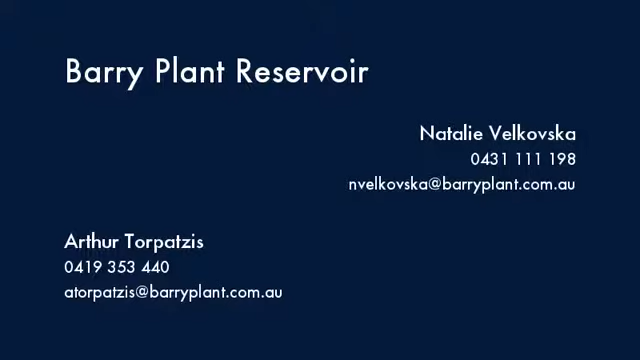 Barry Plant Reservoir
Natalie Velkovska
0431 111 198
nvelkovska@barryplant.com.au
Arthur Torpatzis
0419 353 440
atorpatzis@barryplant.com.au